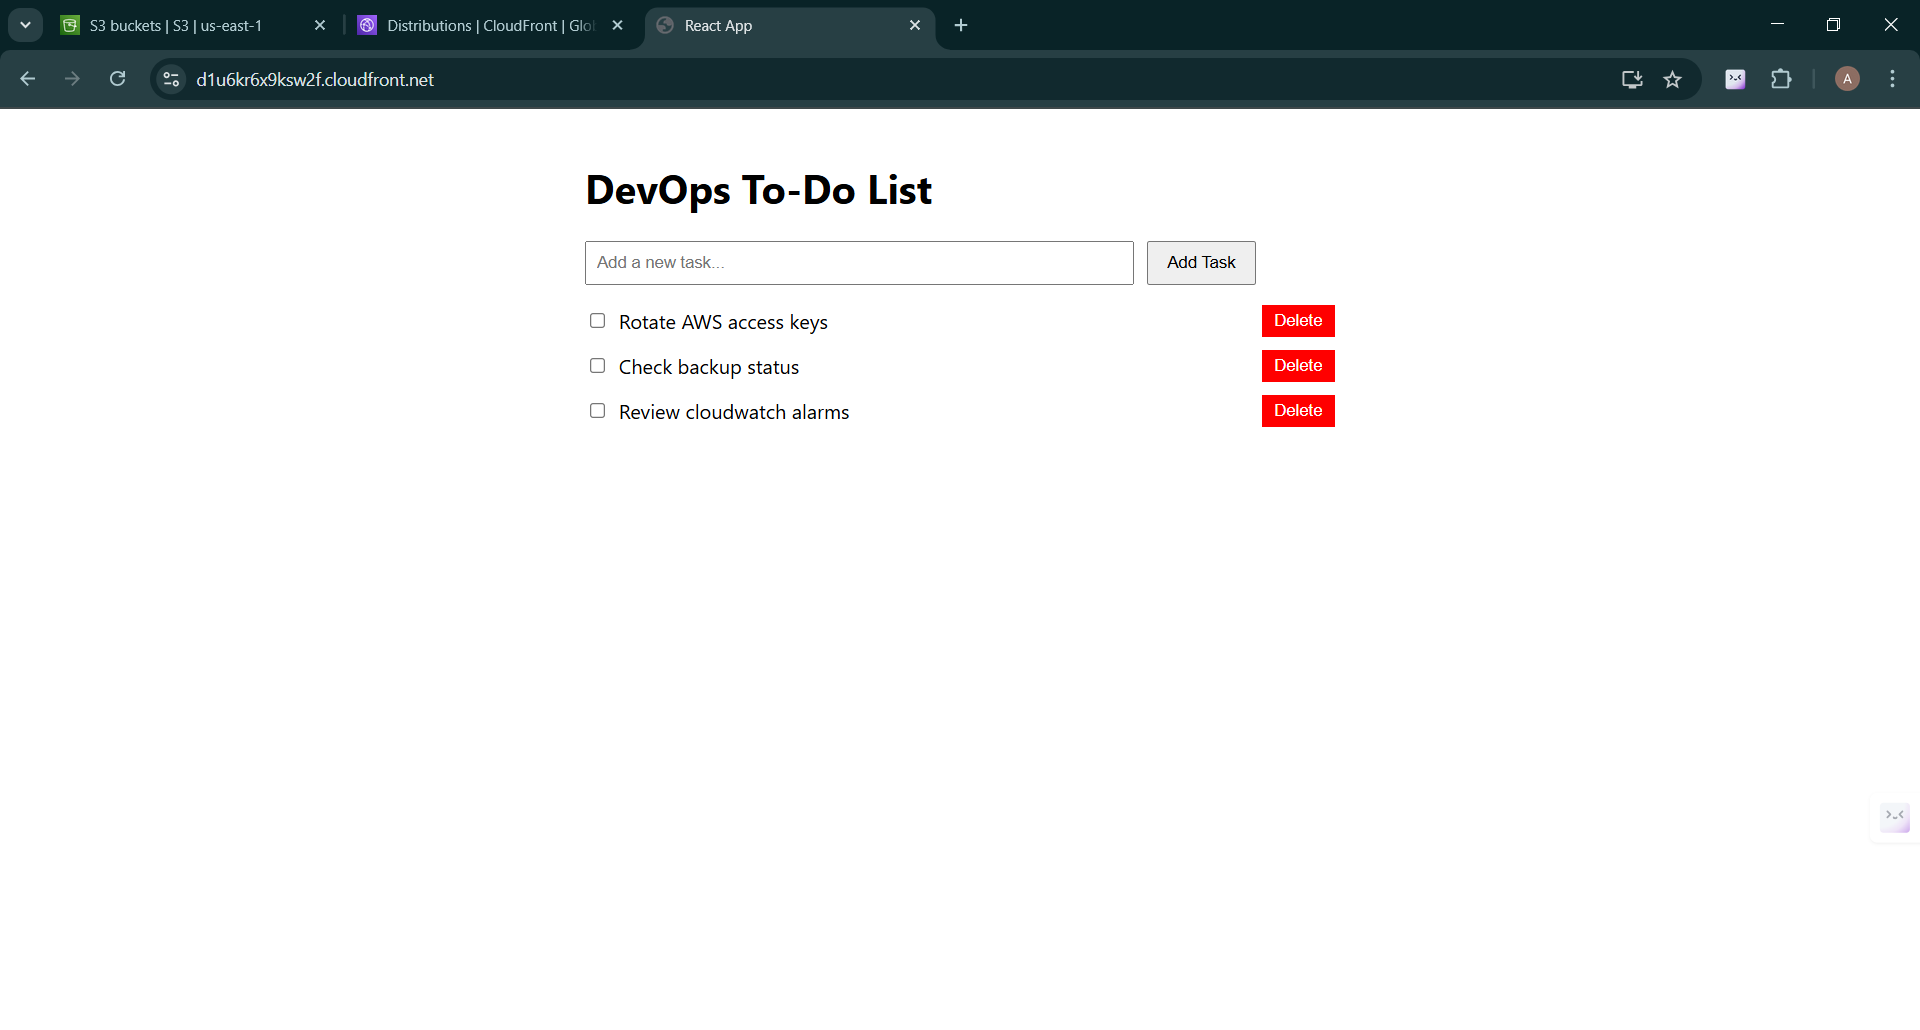 S3 buckets | S3 | us-east-1
Distributions | CloudFront | Glo
React App
d1u6kr6x9ksw2f.cloudfront.net
A
DevOps To-Do List
Add a new task...
Add Task
Rotate AWS access keys
Delete
Check backup status
Delete
Review cloudwatch alarms
Delete